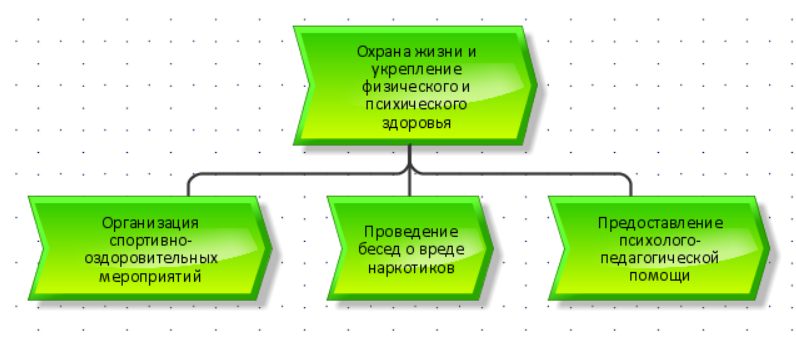 Охрана жизни и
укрепление
физического и
психического
здоровья
Организация
спортивно-
оздоровительных
мероприятий
Проведение
бесед о вреде
наркотиков
Предоставление
психолого-
педагогической
помощи